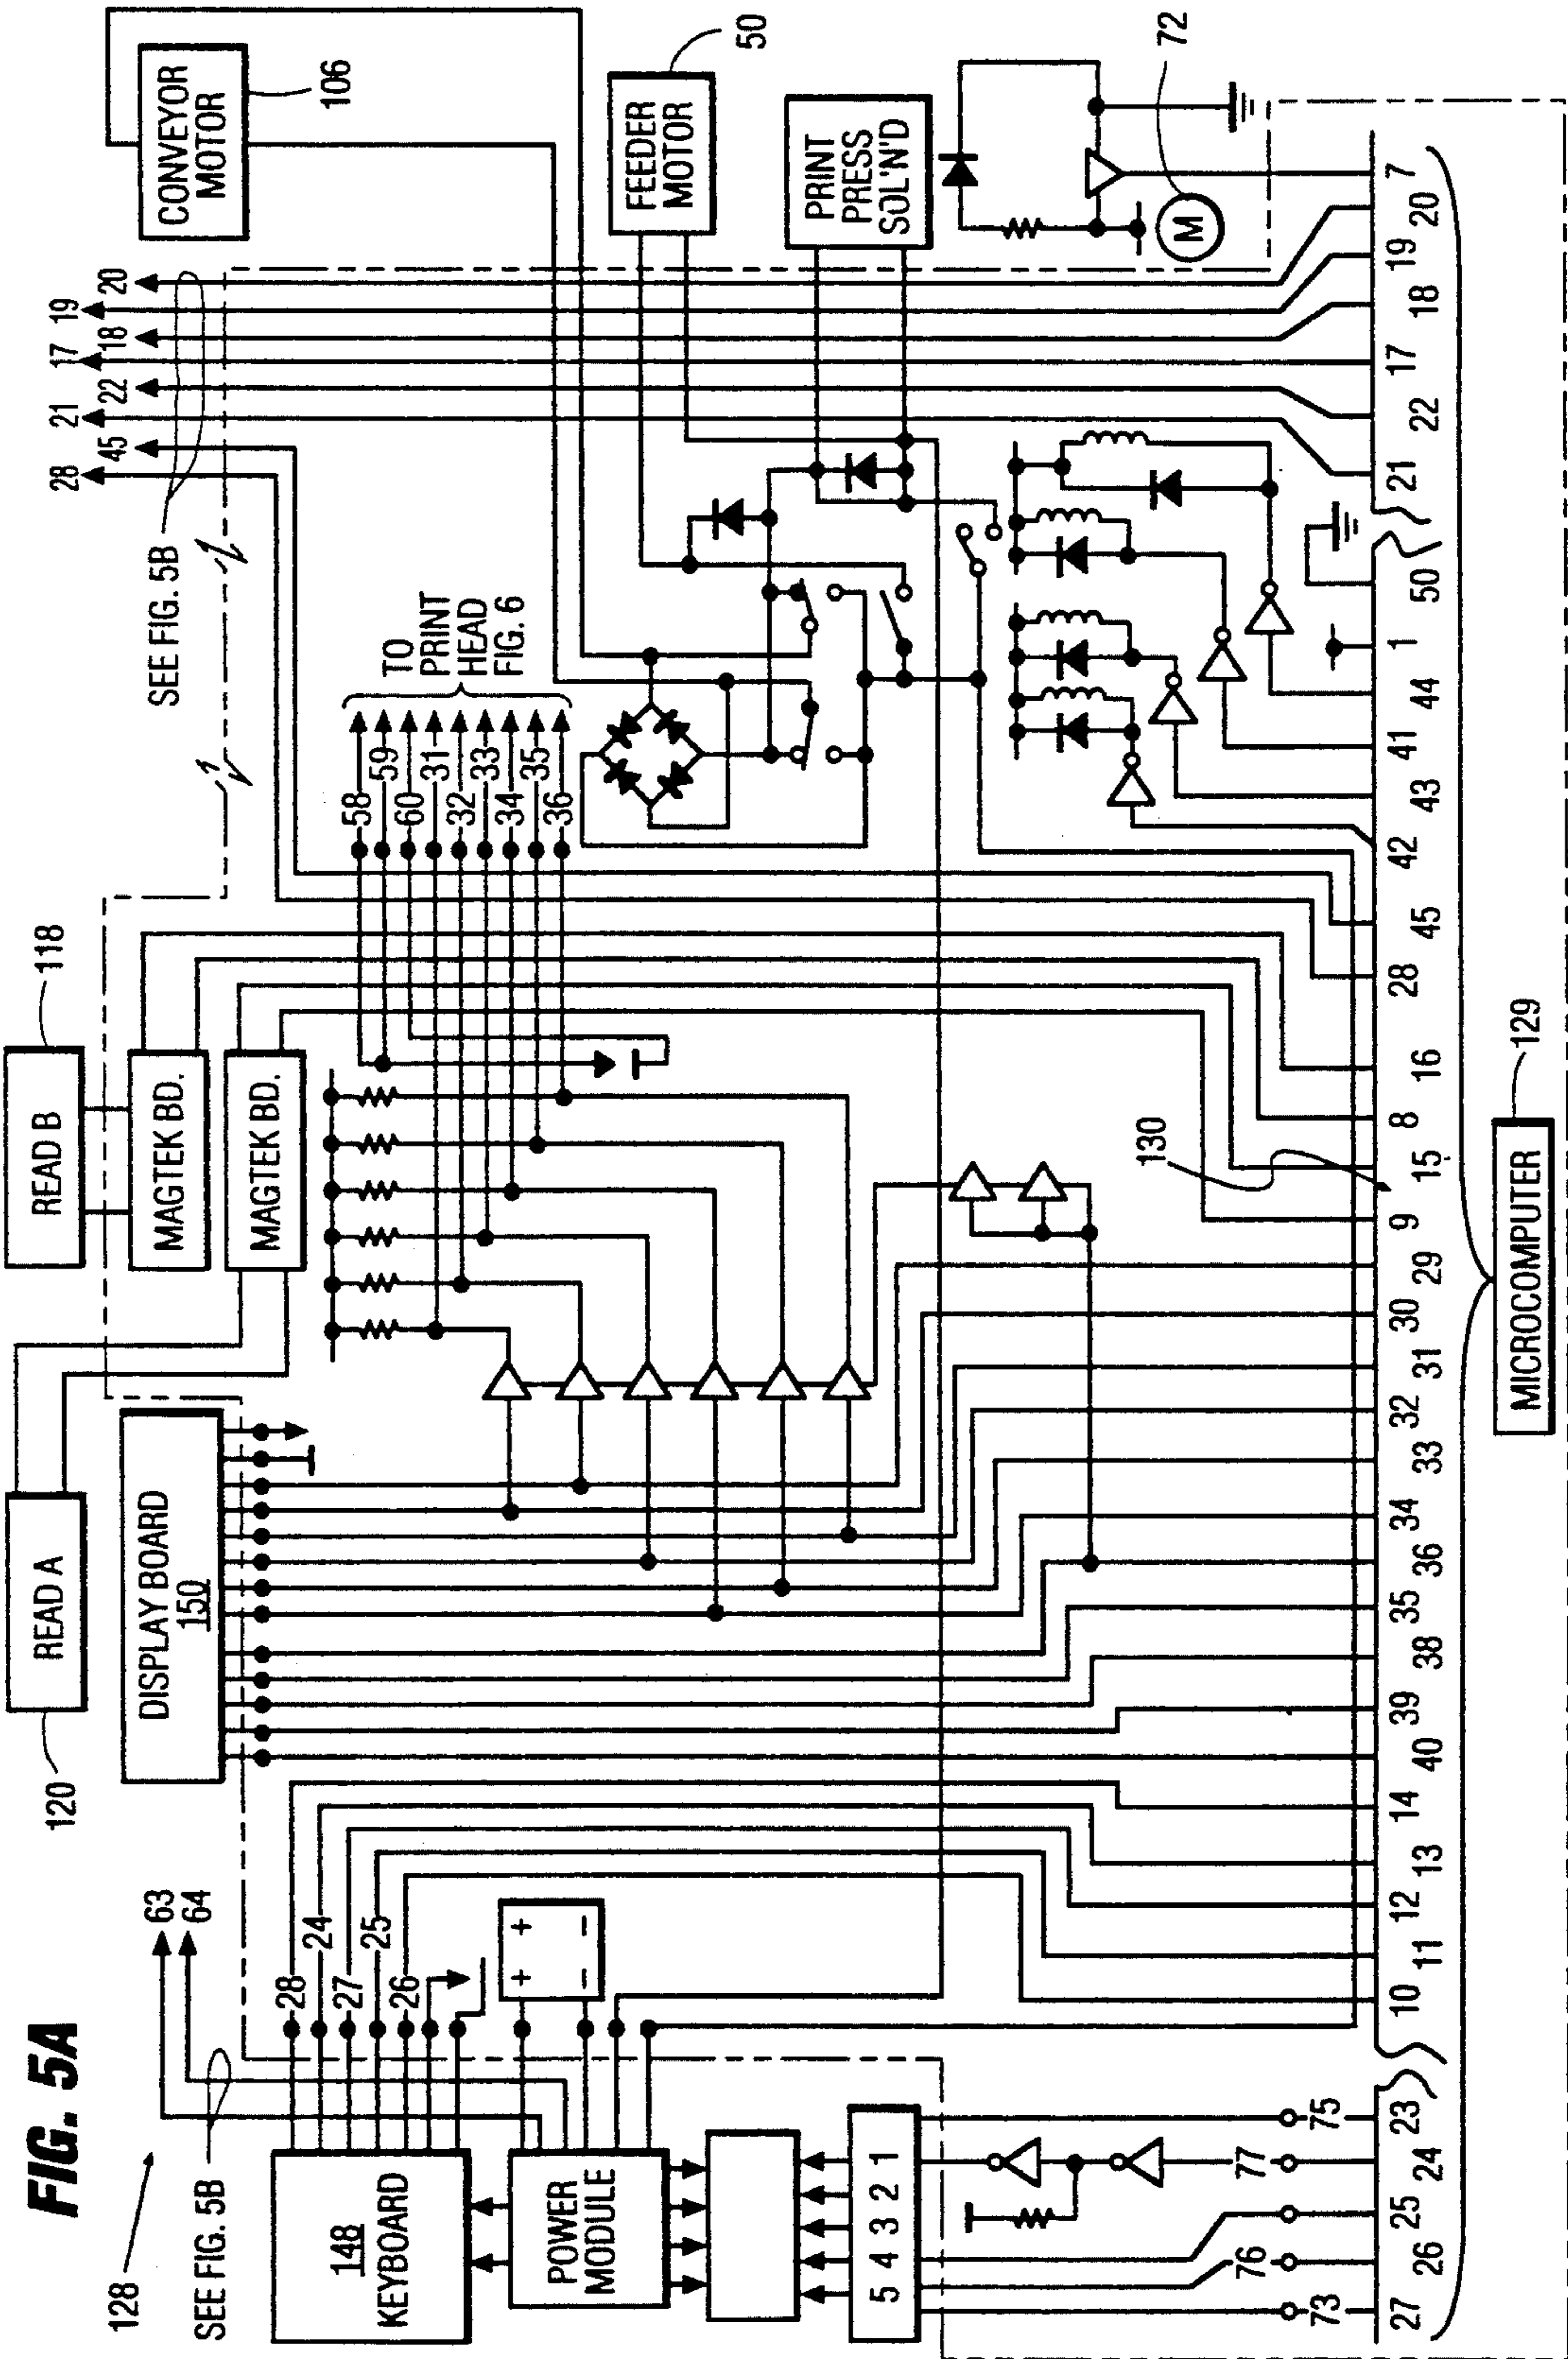 FIG. 5A
128
SEE FIG. 5B
63
64
148
KEYBOARD
28
24
27
25
26
POWER
MODULE
+ +
− −
5 4 3 2 1
73
76
77
75
120
READ A
DISPLAY BOARD
150
READ B
118
MAGTEK BD.
MAGTEK BD.
58
59
60
31
32
33
34
35
36
TO
PRINT
HEAD
FIG. 6
SEE FIG. 5B
28
45
21
22
17
18
19
20
CONVEYOR
MOTOR
106
FEEDER
MOTOR
50
PRINT
PRESS
SOL'N'D
M
72
130
27 26 25 24 23
10 11 12 13 14 40 39 38 35 36 34 33 32 31 30 29 9 15 8 16 28 45 42 43 41 44 1 50
21 22 17 18 19 20 7
MICROCOMPUTER
129